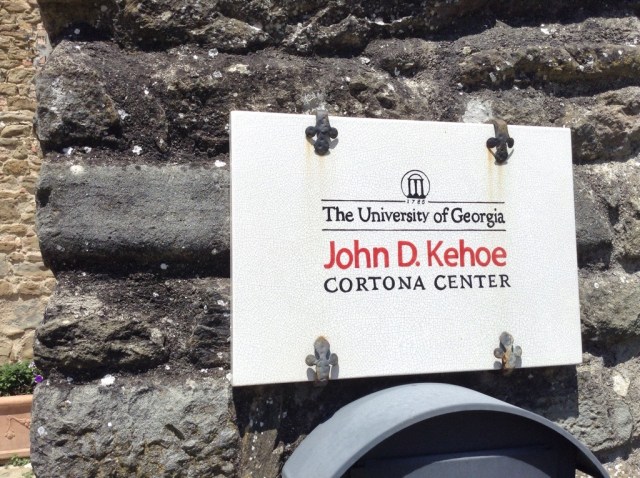 1785
The University of Georgia
John D. Kehoe
CORTONA CENTER